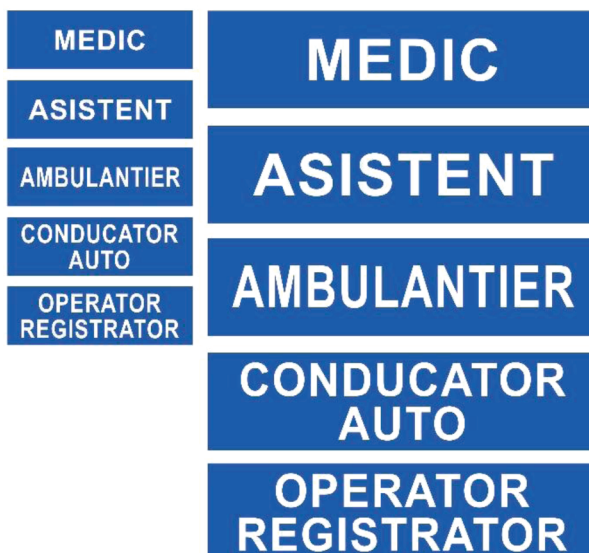 MEDIC
ASISTENT
AMBULANTIER
CONDUCATOR
AUTO
OPERATOR
REGISTRATOR
MEDIC
ASISTENT
AMBULANTIER
CONDUCATOR
AUTO
OPERATOR
REGISTRATOR